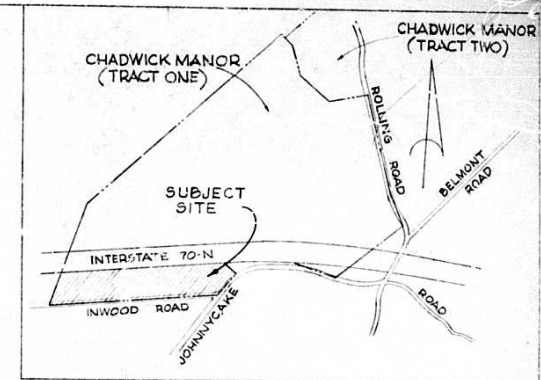 CHADWICK MANOR
(TRACT ONE)
CHADWICK MANOR
(TRACT TWO)
ROLLING
ROAD
BELMONT
ROAD
SUBJECT
SITE
INTERSTATE 70-N
INWOOD ROAD
JOHNNYCAKE
ROAD